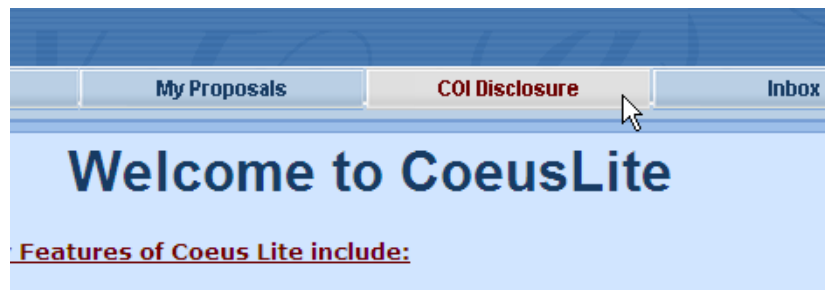 My Proposals COI Disclosure Inbox
Welcome to CoeusLite
Features of Coeus Lite include: